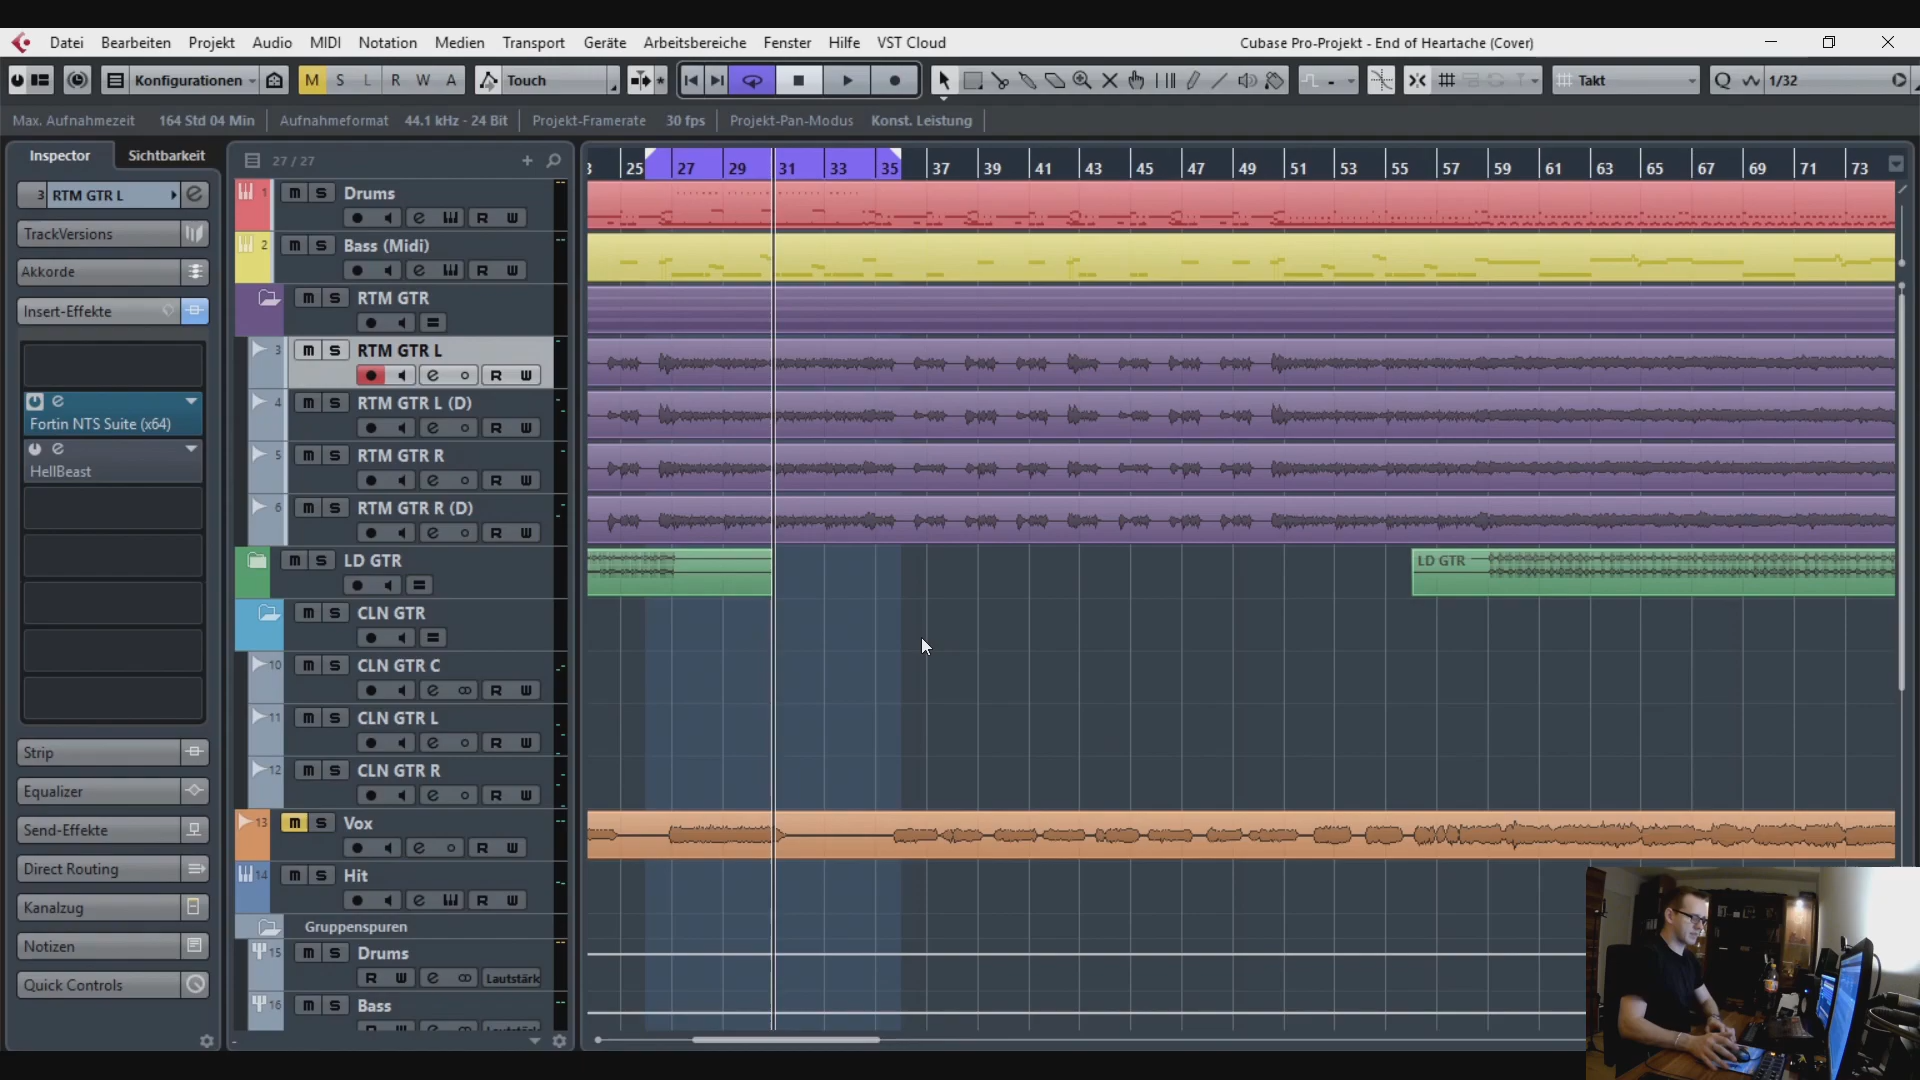 Datei Bearbeiten Projekt Audio MIDI Notation Medien Transport Geräte Arbeitsbereiche Fenster Hilfe VST Cloud Cubase Pro-Projekt - End of Heartache (Cover)
Konfigurationen M S L R W A Touch Takt Q 1/32
Max. Aufnahmezeit 164 Std 04 Min Aufnahmeformat 44.1 kHz - 24 Bit Projekt-Framerate 30 fps Projekt-Pan-Modus Konst. Leistung
Inspector Sichtbarkeit 27 / 27
25 27 29 31 33 35 37 39 41 43 45 47 49 51 53 55 57 59 61 63 65 67 69 71 73
3 RTM GTR L
TrackVersions
Akkorde
Insert-Effekte
Fortin NTS Suite (x64)
HellBeast
Strip
Equalizer
Send-Effekte
Direct Routing
Kanalzug
Notizen
Quick Controls
1 m S Drums
R W
2 m S Bass (Midi)
R W
m S RTM GTR
3 m S RTM GTR L
R W
4 m S RTM GTR L (D)
R W
5 m S RTM GTR R
R W
6 m S RTM GTR R (D)
R W
m S LD GTR
LD GTR
m S CLN GTR
10 m S CLN GTR C
R W
11 m S CLN GTR L
R W
12 m S CLN GTR R
R W
13 m S Vox
R W
14 m S Hit
R W
Gruppenspuren
15 m S Drums
R W Lautstärk
16 m S Bass